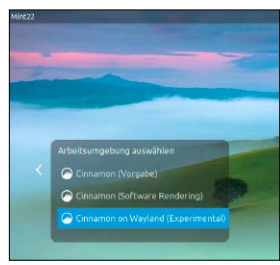 Mint22
Arbeitsumgebung auswählen
Cinnamon (Vorgabe)
Cinnamon (Software Rendering)
Cinnamon on Wayland (Experimental)